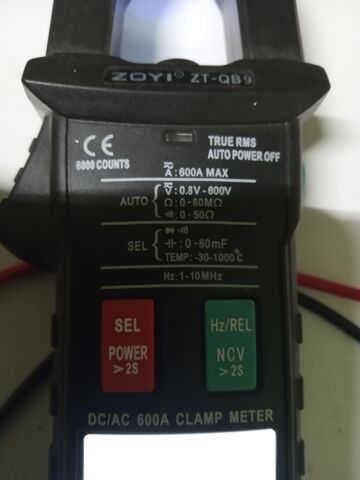 ZOYI® ZT-QB9
CE
6000 COUNTS
TRUE RMS
AUTO POWER OFF
A: 600A MAX
AUTO
V: 0.8V-600V
Ω: 0-60MΩ
: 0-50Ω
SEL
: 0-60mF
TEMP: -30-1000°C
Hz: 1-10MHz
SEL
POWER
>2S
Hz/REL
NCV
>2S
DC/AC 600A CLAMP METER